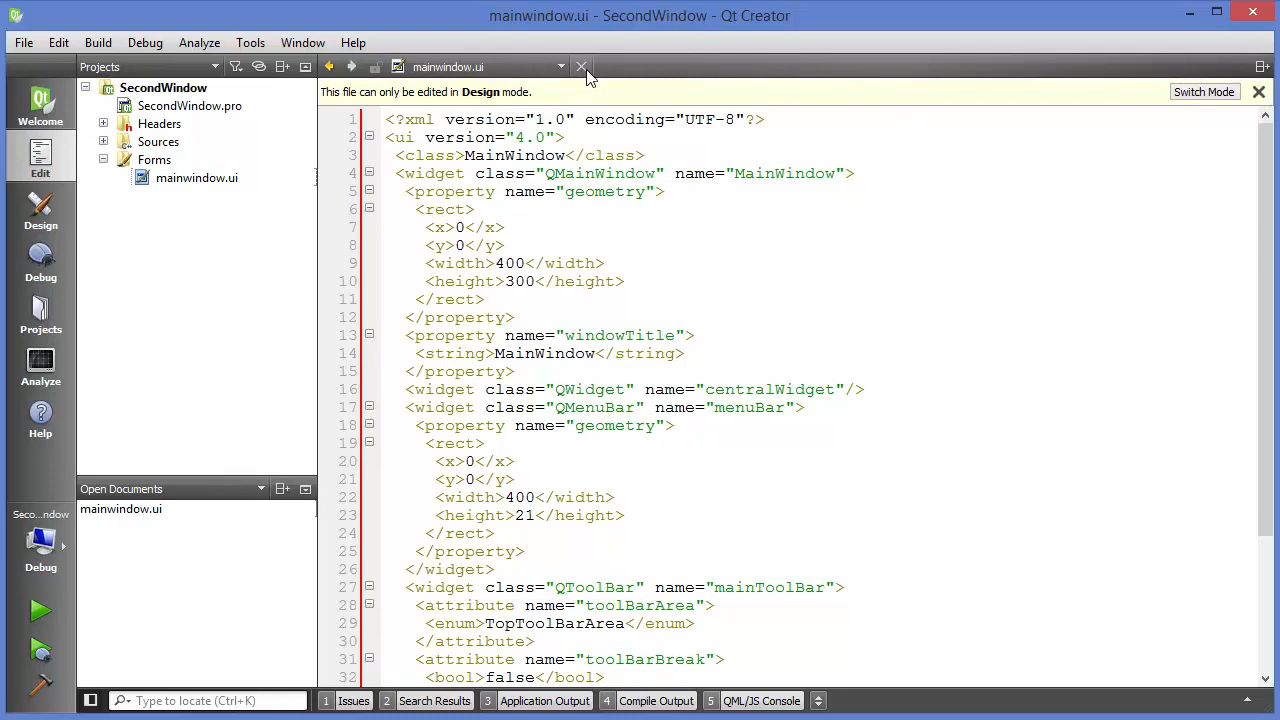 mainwindow.ui - SecondWindow - Qt Creator
File Edit Build Debug Analyze Tools Window Help
Projects
mainwindow.ui
This file can only be edited in Design mode.
Switch Mode
Welcome
Edit
Design
Debug
Projects
Analyze
Help
SecondWindow
SecondWindow.pro
Headers
Sources
Forms
mainwindow.ui
1 <?xml version="1.0" encoding="UTF-8"?>
2 <ui version="4.0">
3 <class>MainWindow</class>
4 <widget class="QMainWindow" name="MainWindow">
5 <property name="geometry">
6 <rect>
7 <x>0</x>
8 <y>0</y>
9 <width>400</width>
10 <height>300</height>
11 </rect>
12 </property>
13 <property name="windowTitle">
14 <string>MainWindow</string>
15 </property>
16 <widget class="QWidget" name="centralWidget"/>
17 <widget class="QMenuBar" name="menuBar">
18 <property name="geometry">
19 <rect>
20 <x>0</x>
21 <y>0</y>
22 <width>400</width>
23 <height>21</height>
24 </rect>
25 </property>
26 </widget>
27 <widget class="QToolBar" name="mainToolBar">
28 <attribute name="toolBarArea">
29 <enum>TopToolBarArea</enum>
30 </attribute>
31 <attribute name="toolBarBreak">
32 <bool>false</bool>
Open Documents
mainwindow.ui
Seco...ndow
Debug
Type to locate (Ctrl+K)
1 Issues
2 Search Results
3 Application Output
4 Compile Output
5 QML/JS Console